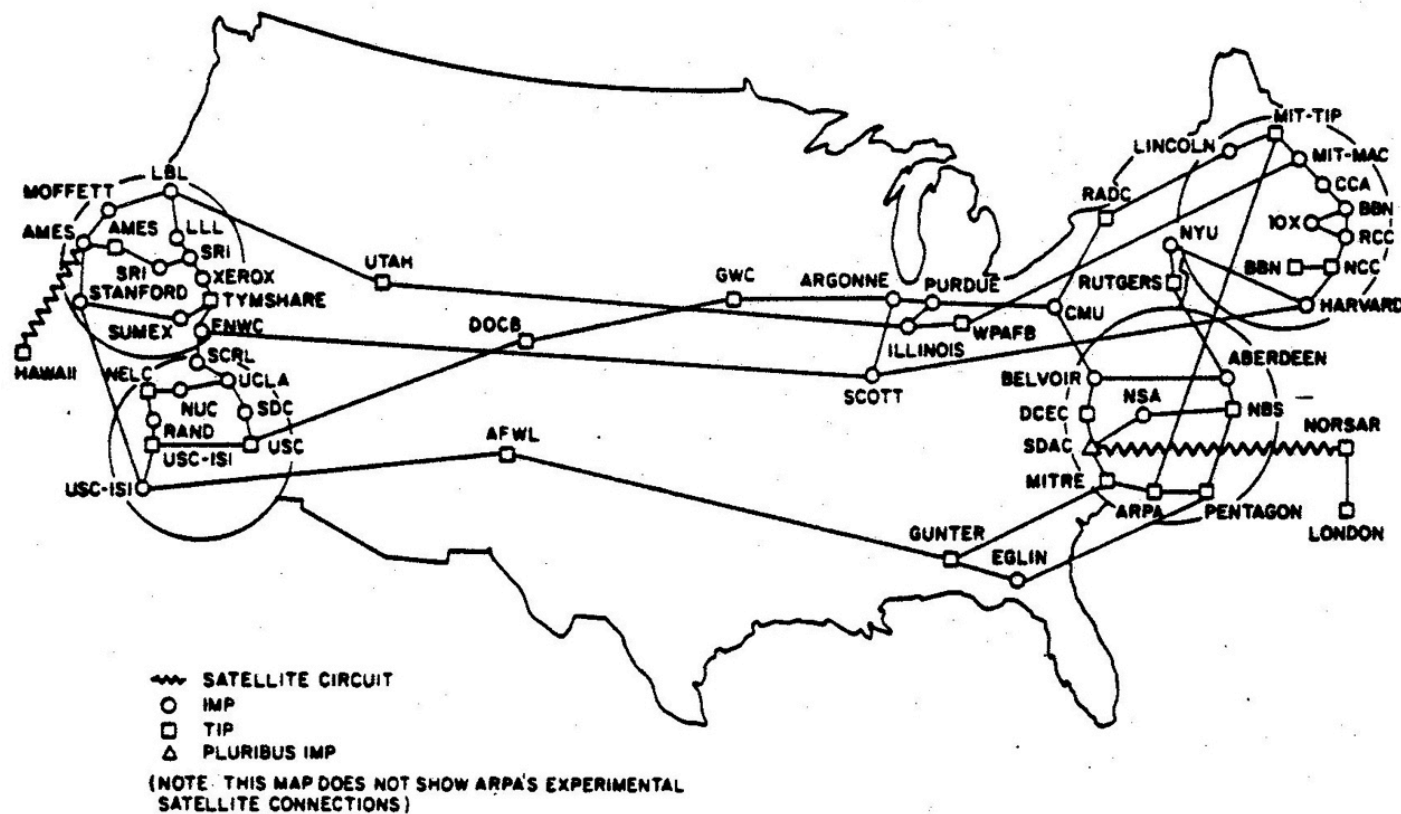 MIT-TIP
LINCOLN
MIT-MAC
LBL
CCA
MOFFETT
RADC
BBN
AMES
AMES
LLL
10X
RCC
SRI
NYU
SRI
XEROX
UTAH
BBN
NCC
STANFORD
TYMSHARE
GWC
ARGONNE
PURDUE
RUTGERS
HARVARD
SUMEX
FNWC
DOCB
CMU
WPAFB
HAWAII
SCRL
ILLINOIS
ABERDEEN
NELC
UCLA
SCOTT
BELVOIR
NUC
SDC
NSA
DCEC
NBS
RAND
USC
AFWL
SDAC
NORSAR
USC-ISI
USC-ISI
MITRE
ARPA
PENTAGON
GUNTER
LONDON
EGLIN
SATELLITE CIRCUIT
IMP
TIP
PLURIBUS IMP
(NOTE THIS MAP DOES NOT SHOW ARPA'S EXPERIMENTAL
SATELLITE CONNECTIONS)